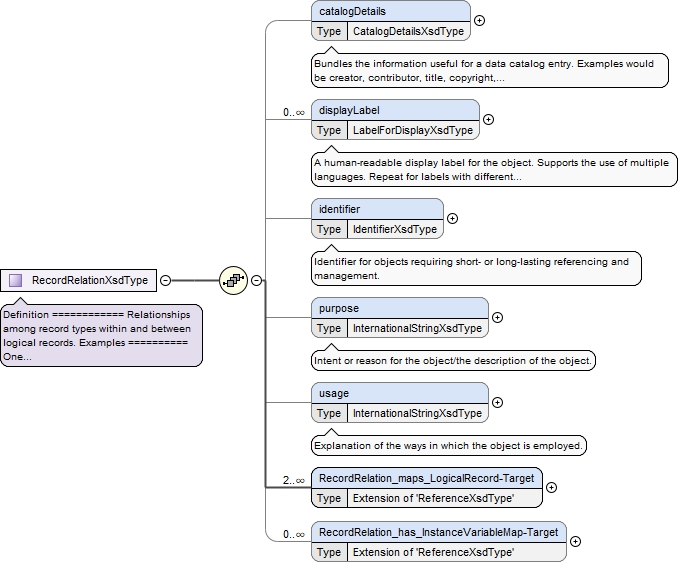 catalogDetails
Type CatalogDetailsXsdType
Bundles the information useful for a data catalog entry. Examples would
be creator, contributor, title, copyright,...
0..∞
displayLabel
Type LabelForDisplayXsdType
A human-readable display label for the object. Supports the use of multiple
languages. Repeat for labels with different...
identifier
Type IdentifierXsdType
Identifier for objects requiring short- or long-lasting referencing and
management.
RecordRelationXsdType
Definition ============ Relationships
among record types within and between
logical records. Examples ==========
One...
purpose
Type InternationalStringXsdType
Intent or reason for the object/the description of the object.
usage
Type InternationalStringXsdType
Explanation of the ways in which the object is employed.
2..∞
RecordRelation_maps_LogicalRecord-Target
Type Extension of 'ReferenceXsdType'
0..∞
RecordRelation_has_InstanceVariableMap-Target
Type Extension of 'ReferenceXsdType'